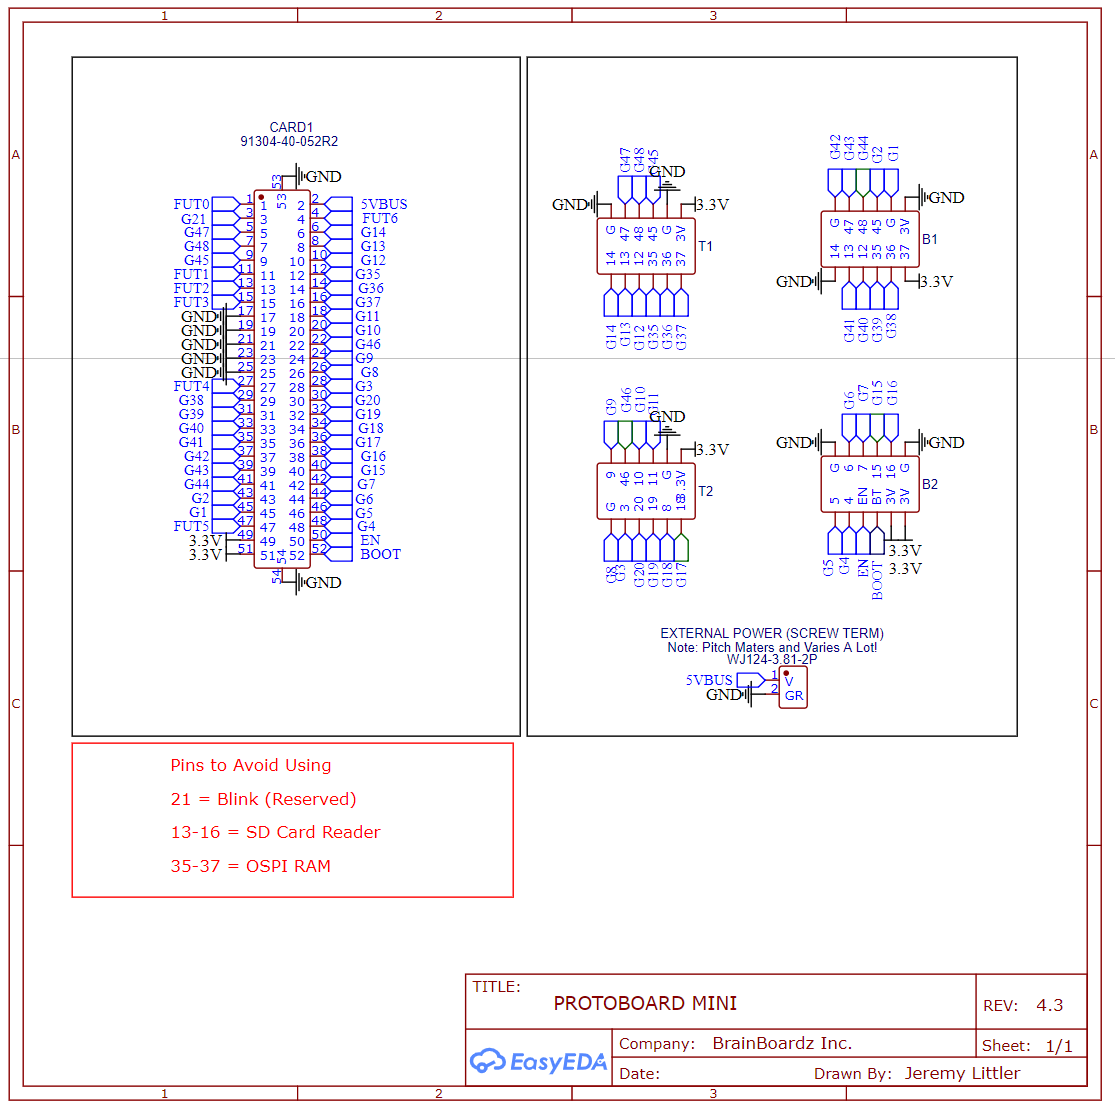 1 2 3
A A
B B
C C
CARD1
91304-40-052R2
53 GND
53
FUT0 1 1 2 2 5VBUS
G21 3 3 4 4 FUT6
G47 5 5 6 6 G14
G48 7 7 8 8 G13
G45 9 9 10 10 G12
FUT1 11 11 12 12 G35
FUT2 13 13 14 14 G36
FUT3 15 15 16 16 G37
GND 17 17 18 18 G11
GND 19 19 20 20 G10
GND 21 21 22 22 G46
GND 23 23 24 24 G9
GND 25 25 26 26 G8
FUT4 27 27 28 28 G3
G38 29 29 30 30 G20
G39 31 31 32 32 G19
G40 33 33 34 34 G18
G41 35 35 36 36 G17
G42 37 37 38 38 G16
G43 39 39 40 40 G15
G44 41 41 42 42 G7
G2 43 43 44 44 G6
G1 45 45 46 46 G5
FUT5 47 47 48 48 G4
3.3V 49 49 50 50 EN
3.3V 51 51 52 52 BOOT
54
54 GND
G47 G48 G45 GND
GND 3.3V
G 47 48 45 G 3V
14 13 12 35 36 37
T1
G14 G13 G12 G35 G36 G37
G42 G43 G44 G2 G1
GND
G 47 48 45 G 3V
14 13 12 35 36 37
B1
GND 3.3V
G41 G40 G39 G38
G9 G46 G10 G11 GND
3.3V
9 46 10 11 G 3.3V
G 3 20 19 8 18
T2
G8 G3 G20 G19 G18 G17
G6 G7 G15 G16
GND GND
G 6 7 15 16 G
5 4 EN BT 3V 3V
B2
G5 G4 EN BOOT 3.3V
3.3V
EXTERNAL POWER (SCREW TERM)
Note: Pitch Maters and Varies A Lot!
WJ124-3.81-2P
5VBUS 1 V
GND 2 GR
Pins to Avoid Using
21 = Blink (Reserved)
13-16 = SD Card Reader
35-37 = OSPI RAM
TITLE:
PROTOBOARD MINI
REV: 4.3
EasyEDA
Company: BrainBoardz Inc.
Sheet: 1/1
Date:
Drawn By: Jeremy Littler
1 2 3